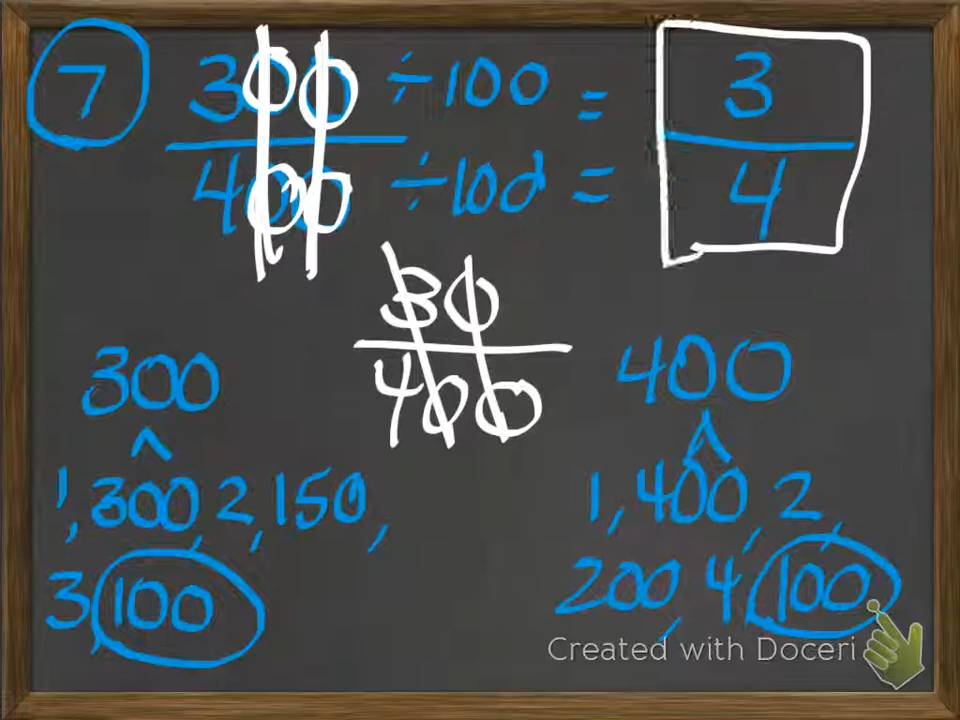 7
300 ÷100 = 3
400 ÷100 = 4
30
400
300
1, 300, 2, 150,
3, 100
400
1, 400, 2,
200, 4, 100
Created with Doceri